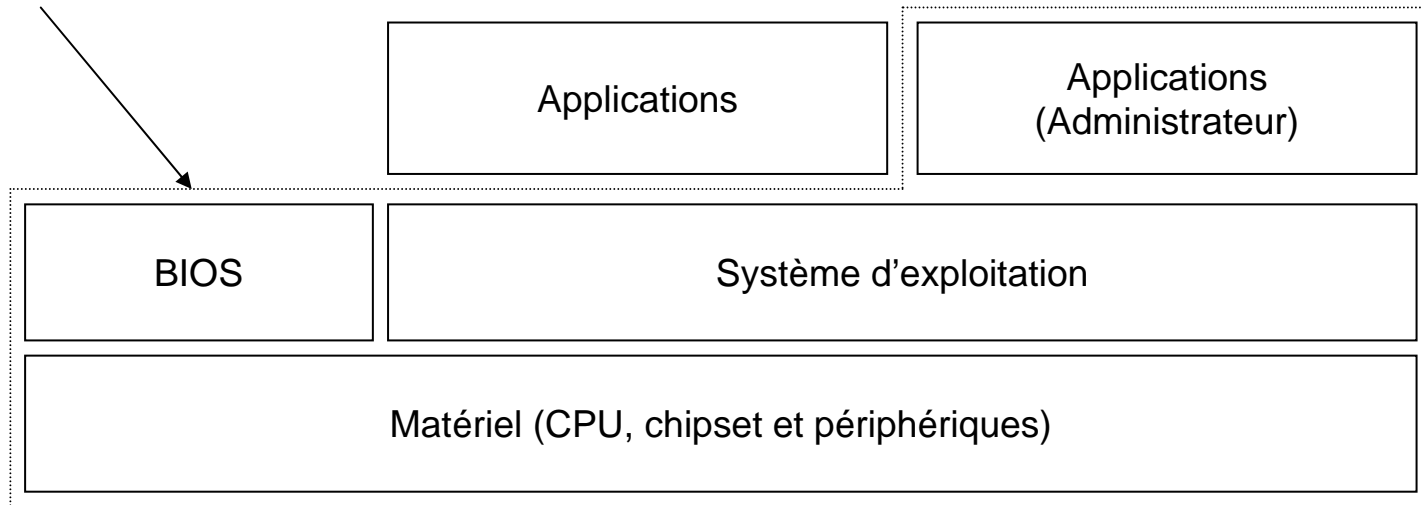 Applications
Applications
(Administrateur)
BIOS
Système d’exploitation
Matériel (CPU, chipset et périphériques)